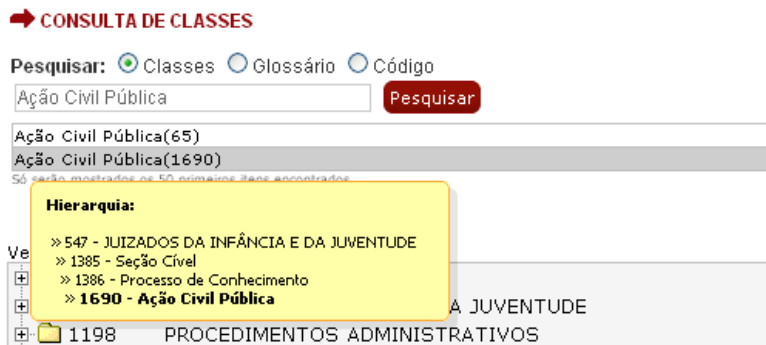 CONSULTA DE CLASSES
Pesquisar: Classes Glossário Código
Ação Civil Pública Pesquisar
Ação Civil Pública(65)
Ação Civil Pública(1690)
Só serão mostrados os 50 primeiros itens encontrados
Hierarquia:
» 547 - JUIZADOS DA INFÂNCIA E DA JUVENTUDE
» 1385 - Seção Cível
» 1386 - Processo de Conhecimento
» 1690 - Ação Civil Pública
Ve
A JUVENTUDE
1198 PROCEDIMENTOS ADMINISTRATIVOS